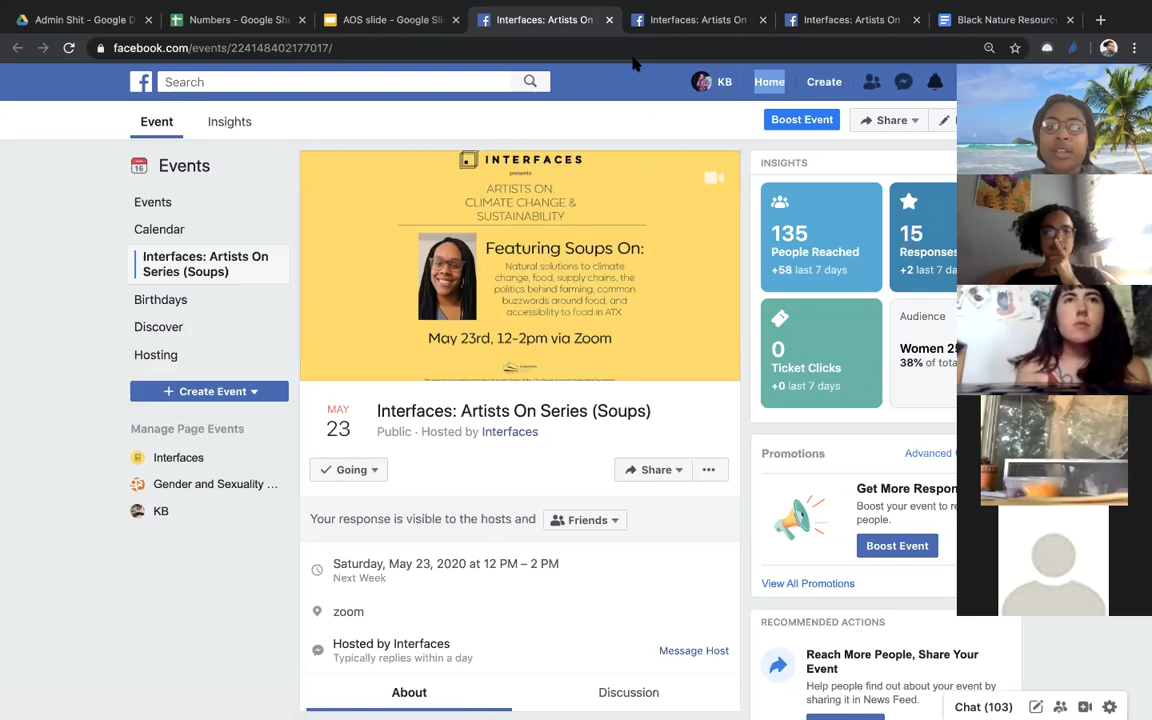 Admin Shit - Google D
Numbers - Google Shu
AOS slide - Google Slid
Interfaces: Artists On
Interfaces: Artists On
Interfaces: Artists On
Black Nature Resourc
facebook.com/events/224148402177017/
Search
KB
Home
Create
Event
Insights
Boost Event
Share
Events
Events
Calendar
Interfaces: Artists On
Series (Soups)
Birthdays
Discover
Hosting
+ Create Event
Manage Page Events
Interfaces
Gender and Sexuality ...
KB
INTERFACES
presents
ARTISTS ON:
CLIMATE CHANGE &
SUSTAINABILITY
Featuring Soups On:
Natural solutions to climate
change, food, supply chains, the
politics behind farming, common
buzzwords around food, and
accessibility to food in ATX.
May 23rd, 12-2pm via Zoom
MAY
23
Interfaces: Artists On Series (Soups)
Public · Hosted by Interfaces
Going
Share
Your response is visible to the hosts and
Friends
Saturday, May 23, 2020 at 12 PM – 2 PM
Next Week
zoom
Hosted by Interfaces
Typically replies within a day
Message Host
About
Discussion
INSIGHTS
135
People Reached
+58 last 7 days
15
Responses
+2 last 7 da
0
Ticket Clicks
+0 last 7 days
Audience
Women 25
38% of tota
Promotions
Advanced
Get More Respon
Boost your event to re
people.
Boost Event
View All Promotions
RECOMMENDED ACTIONS
Reach More People, Share Your
Event
Help people find out about your event by
sharing it in News Feed.
Chat (103)